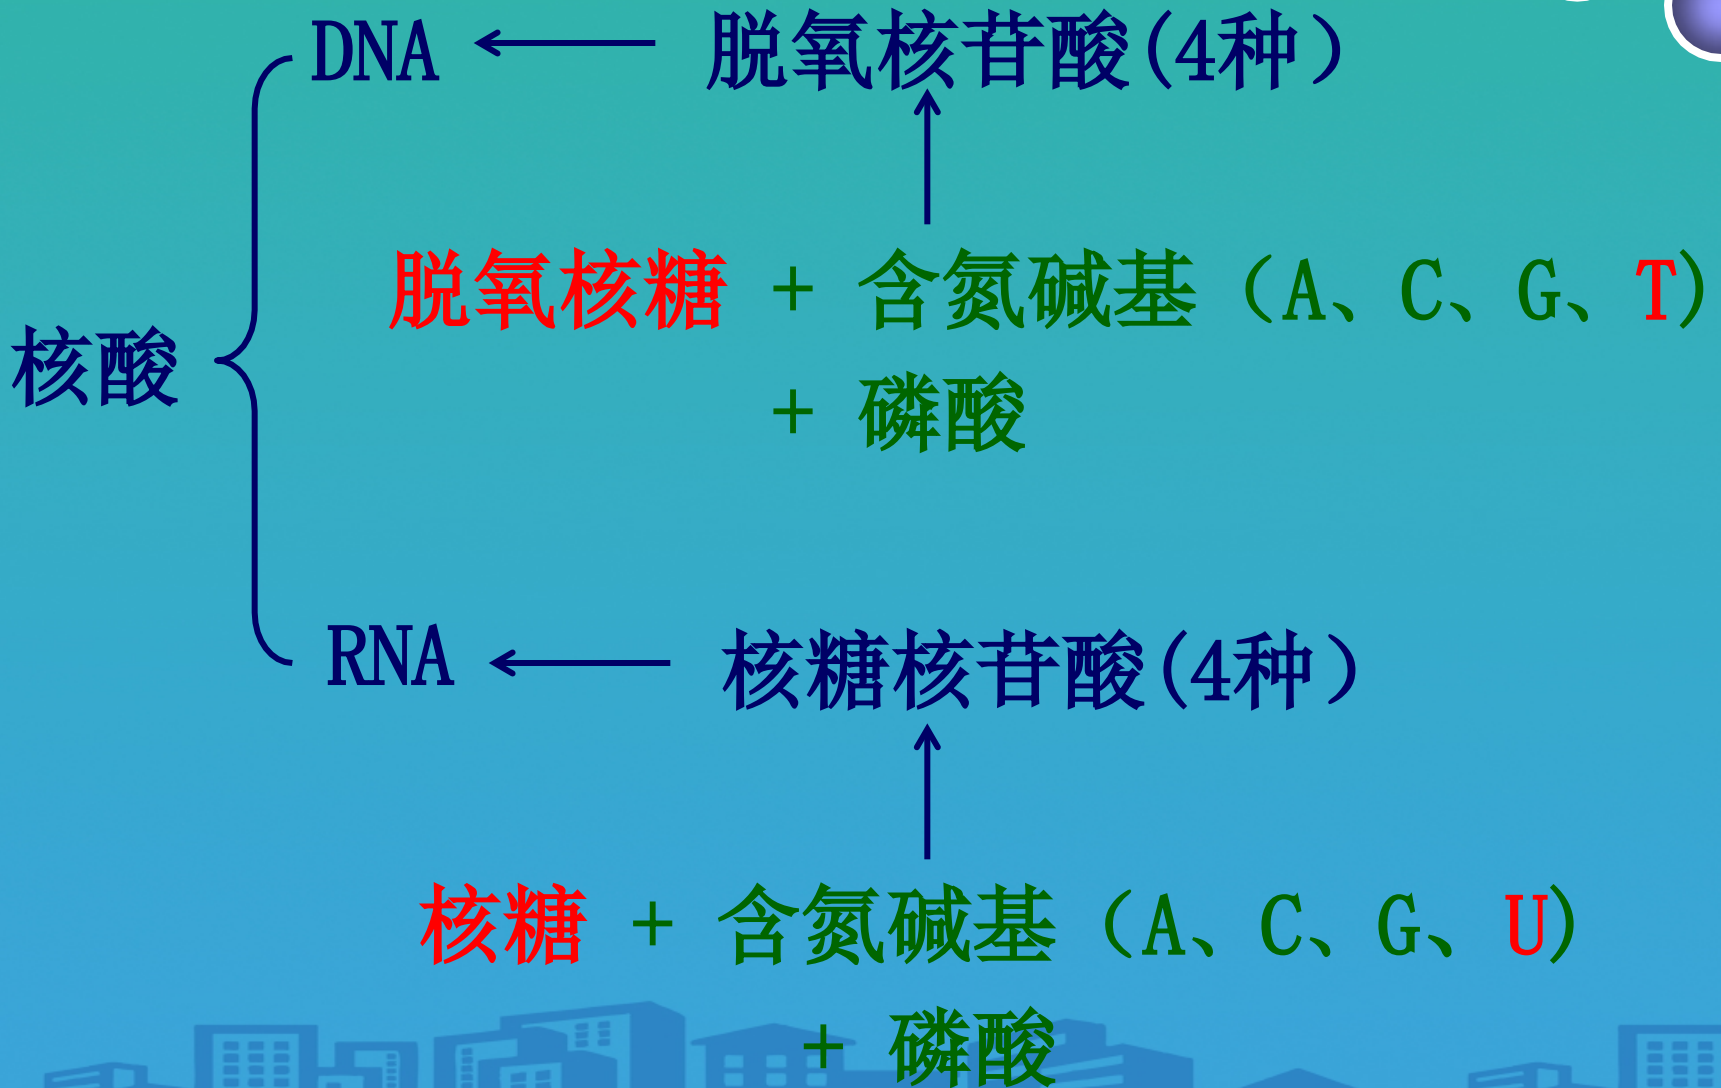 DNA 脱氧核苷酸(4种）
脱氧核糖 + 含氮碱基（A、C、G、T)
核酸
+ 磷酸
RNA 核糖核苷酸(4种）
核糖 + 含氮碱基（A、C、G、U)
+ 磷酸